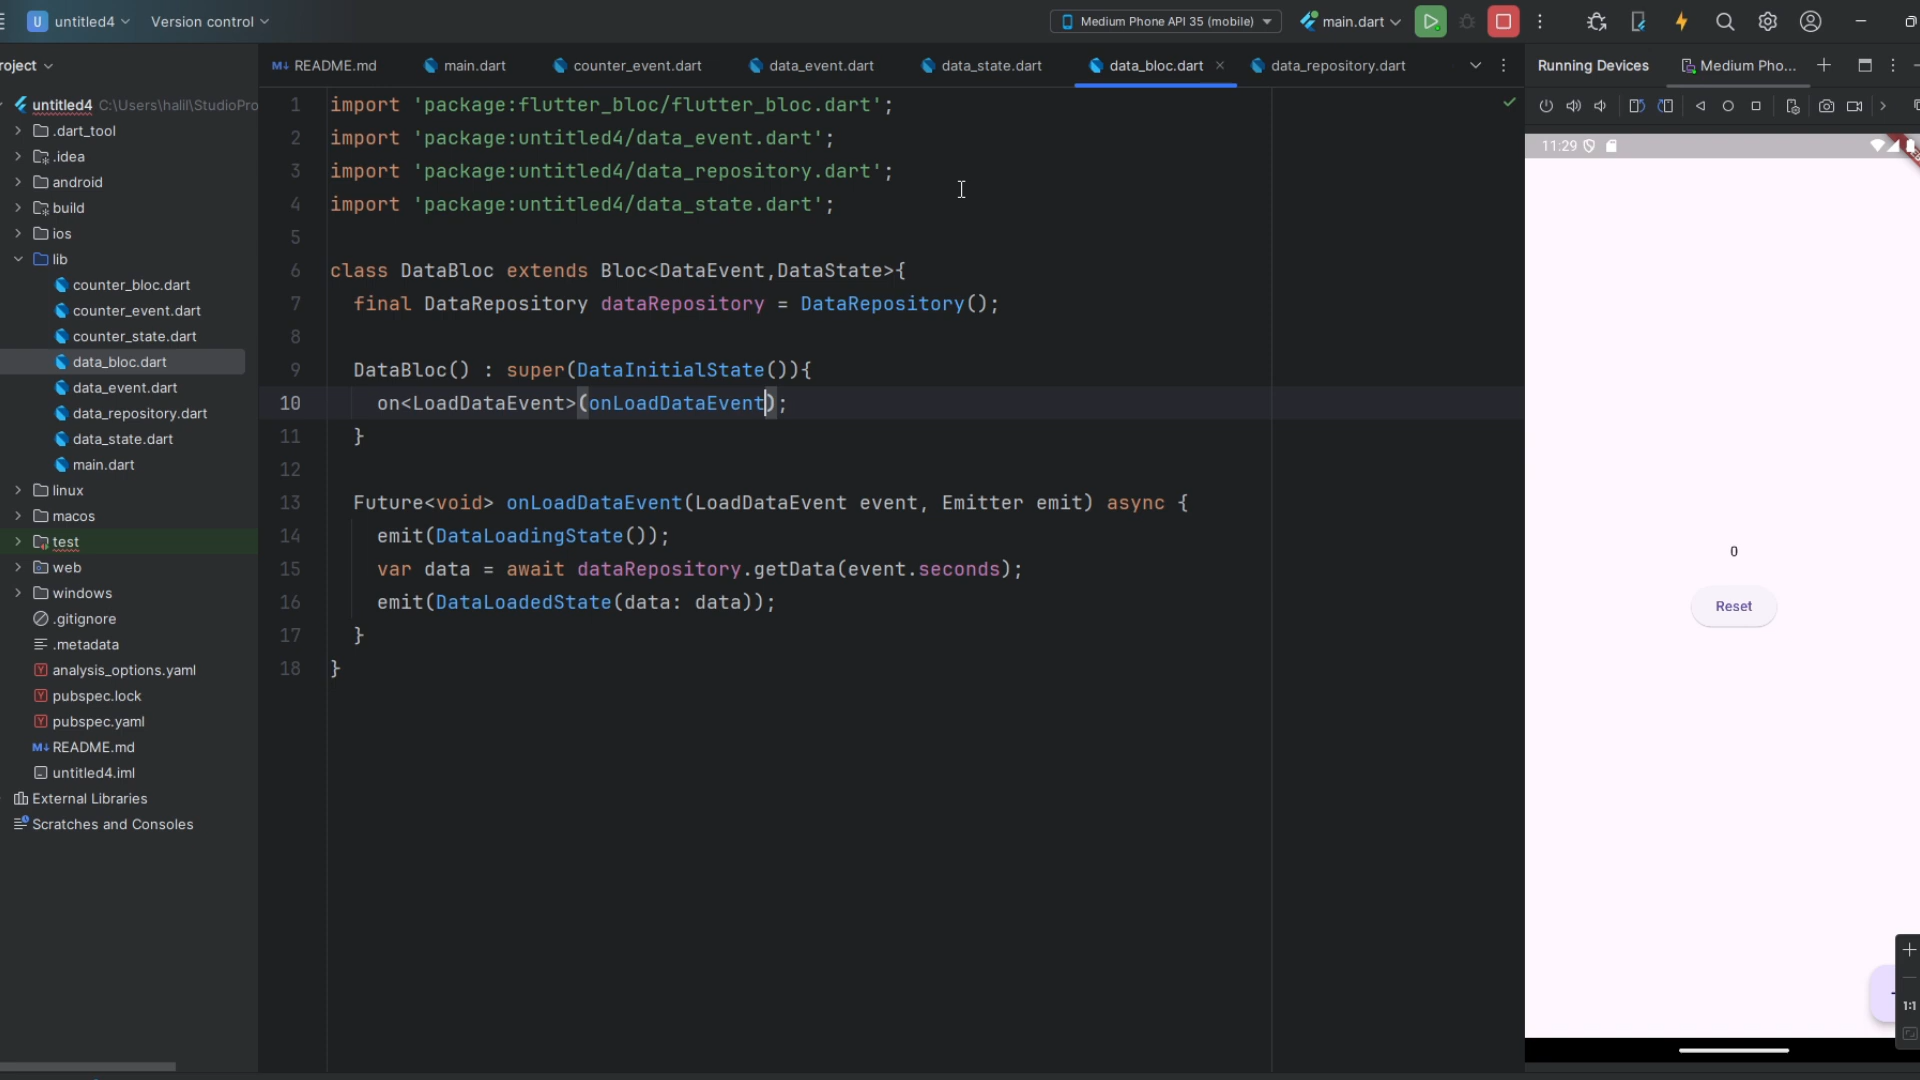 untitled4
Version control
Medium Phone API 35 (mobile)
main.dart
roject
README.md
main.dart
counter_event.dart
data_event.dart
data_state.dart
data_bloc.dart
data_repository.dart
Running Devices
Medium Pho...
untitled4 C:\Users\halil\StudioPro
.dart_tool
.idea
android
build
ios
lib
counter_bloc.dart
counter_event.dart
counter_state.dart
data_bloc.dart
data_event.dart
data_repository.dart
data_state.dart
main.dart
linux
macos
test
web
windows
.gitignore
.metadata
analysis_options.yaml
pubspec.lock
pubspec.yaml
README.md
untitled4.iml
External Libraries
Scratches and Consoles
1 import 'package:flutter_bloc/flutter_bloc.dart';
2 import 'package:untitled4/data_event.dart';
3 import 'package:untitled4/data_repository.dart';
4 import 'package:untitled4/data_state.dart';
5
6 class DataBloc extends Bloc<DataEvent,DataState>{
7 final DataRepository dataRepository = DataRepository();
8
9 DataBloc() : super(DataInitialState()){
10 on<LoadDataEvent>(onLoadDataEvent);
11 }
12
13 Future<void> onLoadDataEvent(LoadDataEvent event, Emitter emit) async {
14 emit(DataLoadingState());
15 var data = await dataRepository.getData(event.seconds);
16 emit(DataLoadedState(data: data));
17 }
18 }
11:29
0
Reset
1:1